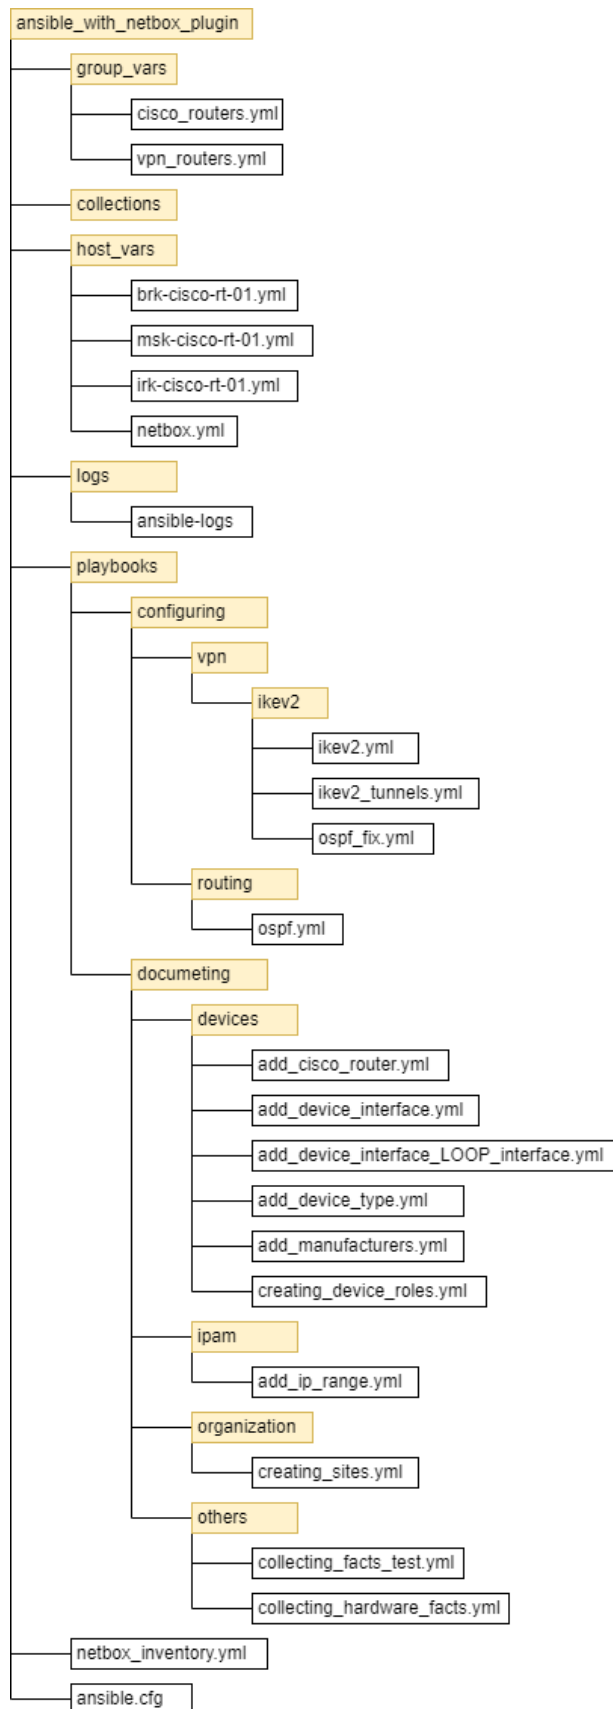 ansible_with_netbox_plugin
group_vars
cisco_routers.yml
vpn_routers.yml
collections
host_vars
brk-cisco-rt-01.yml
msk-cisco-rt-01.yml
irk-cisco-rt-01.yml
netbox.yml
logs
ansible-logs
playbooks
configuring
vpn
ikev2
ikev2.yml
ikev2_tunnels.yml
ospf_fix.yml
routing
ospf.yml
documeting
devices
add_cisco_router.yml
add_device_interface.yml
add_device_interface_LOOP_interface.yml
add_device_type.yml
add_manufacturers.yml
creating_device_roles.yml
ipam
add_ip_range.yml
organization
creating_sites.yml
others
collecting_facts_test.yml
collecting_hardware_facts.yml
netbox_inventory.yml
ansible.cfg